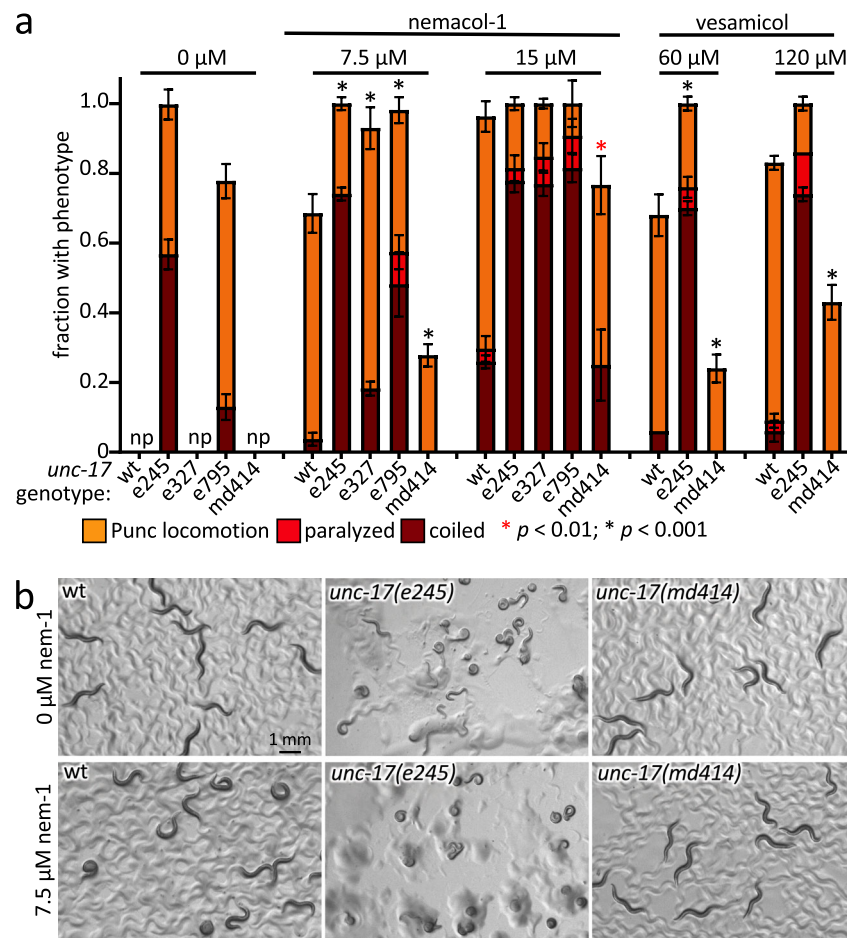 a
nemacol-1
vesamicol
0 µM
7.5 µM
15 µM
60 µM
120 µM
fraction with phenotype
1.0
0.8
0.6
0.4
0.2
0
np
np
np
* * *
*
*
*
*
*
unc-17
genotype:
wt e245 e327 e795 md414
wt e245 e327 e795 md414
wt e245 e327 e795 md414
wt e245 md414
wt e245 md414
Punc locomotion paralyzed coiled * p < 0.01; * p < 0.001
b
0 µM nem-1
wt
unc-17(e245)
unc-17(md414)
1 mm
7.5 µM nem-1
wt
unc-17(e245)
unc-17(md414)